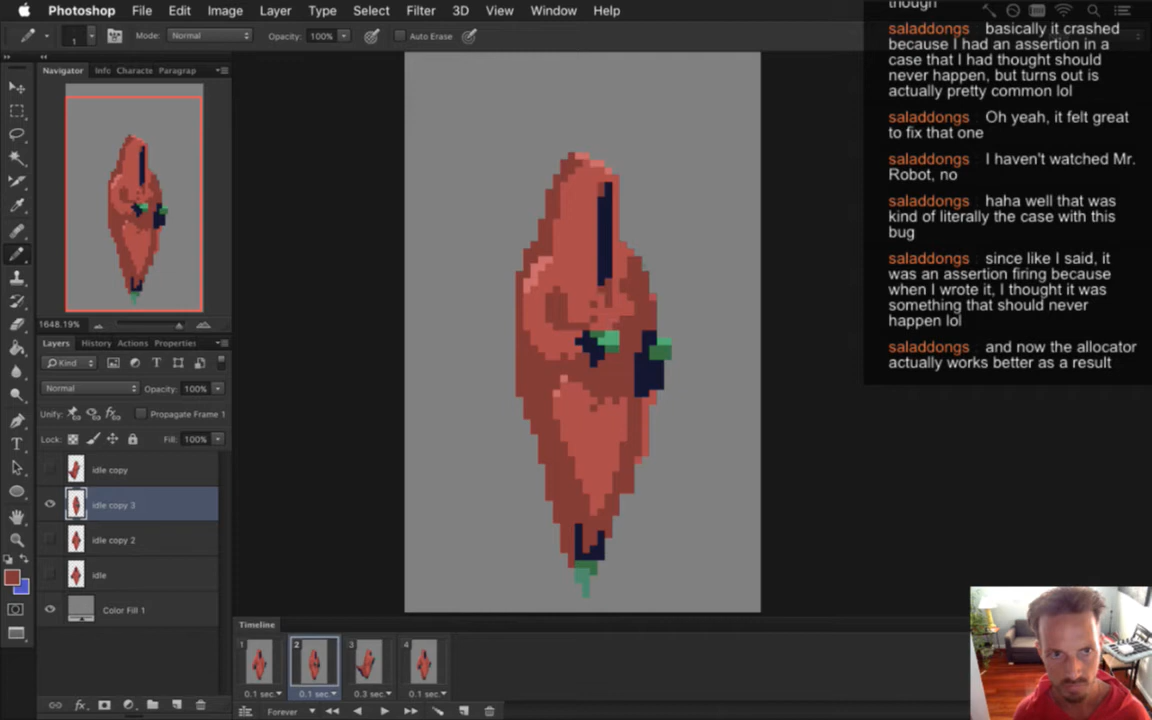 Photoshop File Edit Image Layer Type Select Filter 3D View Window Help
1 Mode: Normal Opacity: 100% Auto Erase
Navigator Info Characte Paragrap
1648.19%
Layers History Actions Properties
Kind
Normal Opacity: 100%
Unify: Propagate Frame 1
Lock: Fill: 100%
idle copy
idle copy 3
idle copy 2
idle
Color Fill 1
Timeline
1 2 3 4
0.1 sec. 0.1 sec. 0.3 sec. 0.1 sec.
Forever
though
saladdongs basically it crashed
because I had an assertion in a
case that I had thought should
never happen, but turns out is
actually pretty common lol
saladdongs Oh yeah, it felt great
to fix that one
saladdongs I haven't watched Mr.
Robot, no
saladdongs haha well that was
kind of literally the case with this
bug
saladdongs since like I said, it
was an assertion firing because
when I wrote it, I thought it was
something that should never
happen lol
saladdongs and now the allocator
actually works better as a result